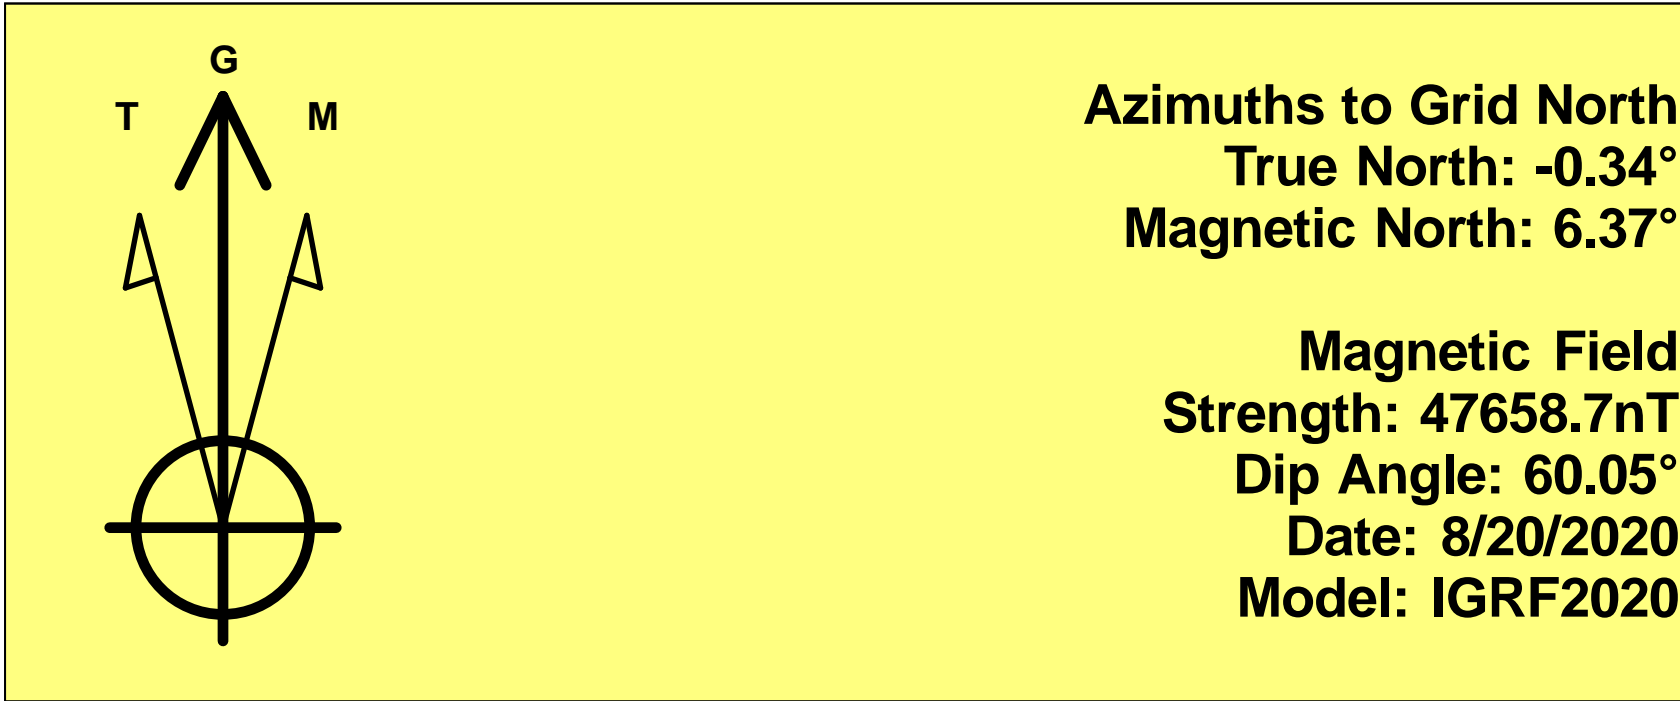 G
T
M
Azimuths to Grid North
True North: -0.34°
Magnetic North: 6.37°
Magnetic Field
Strength: 47658.7nT
Dip Angle: 60.05°
Date: 8/20/2020
Model: IGRF2020